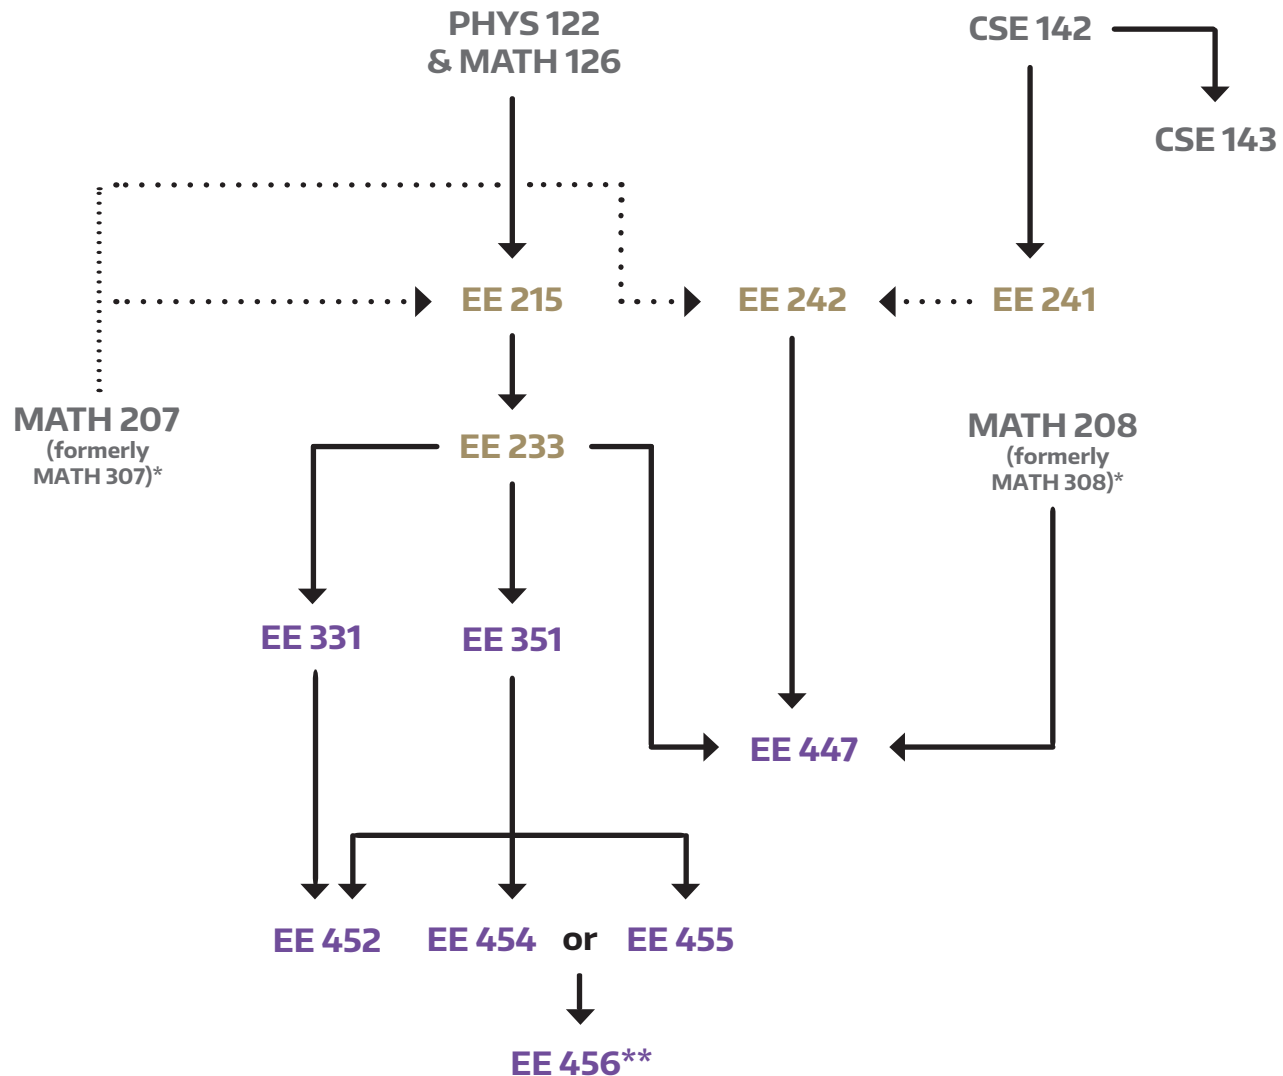 PHYS 122
& MATH 126
CSE 142
CSE 143
EE 215
EE 242
EE 241
MATH 207
(formerly
MATH 307)*
EE 233
MATH 208
(formerly
MATH 308)*
EE 331
EE 351
EE 447
EE 452
EE 454 or EE 455
EE 456**